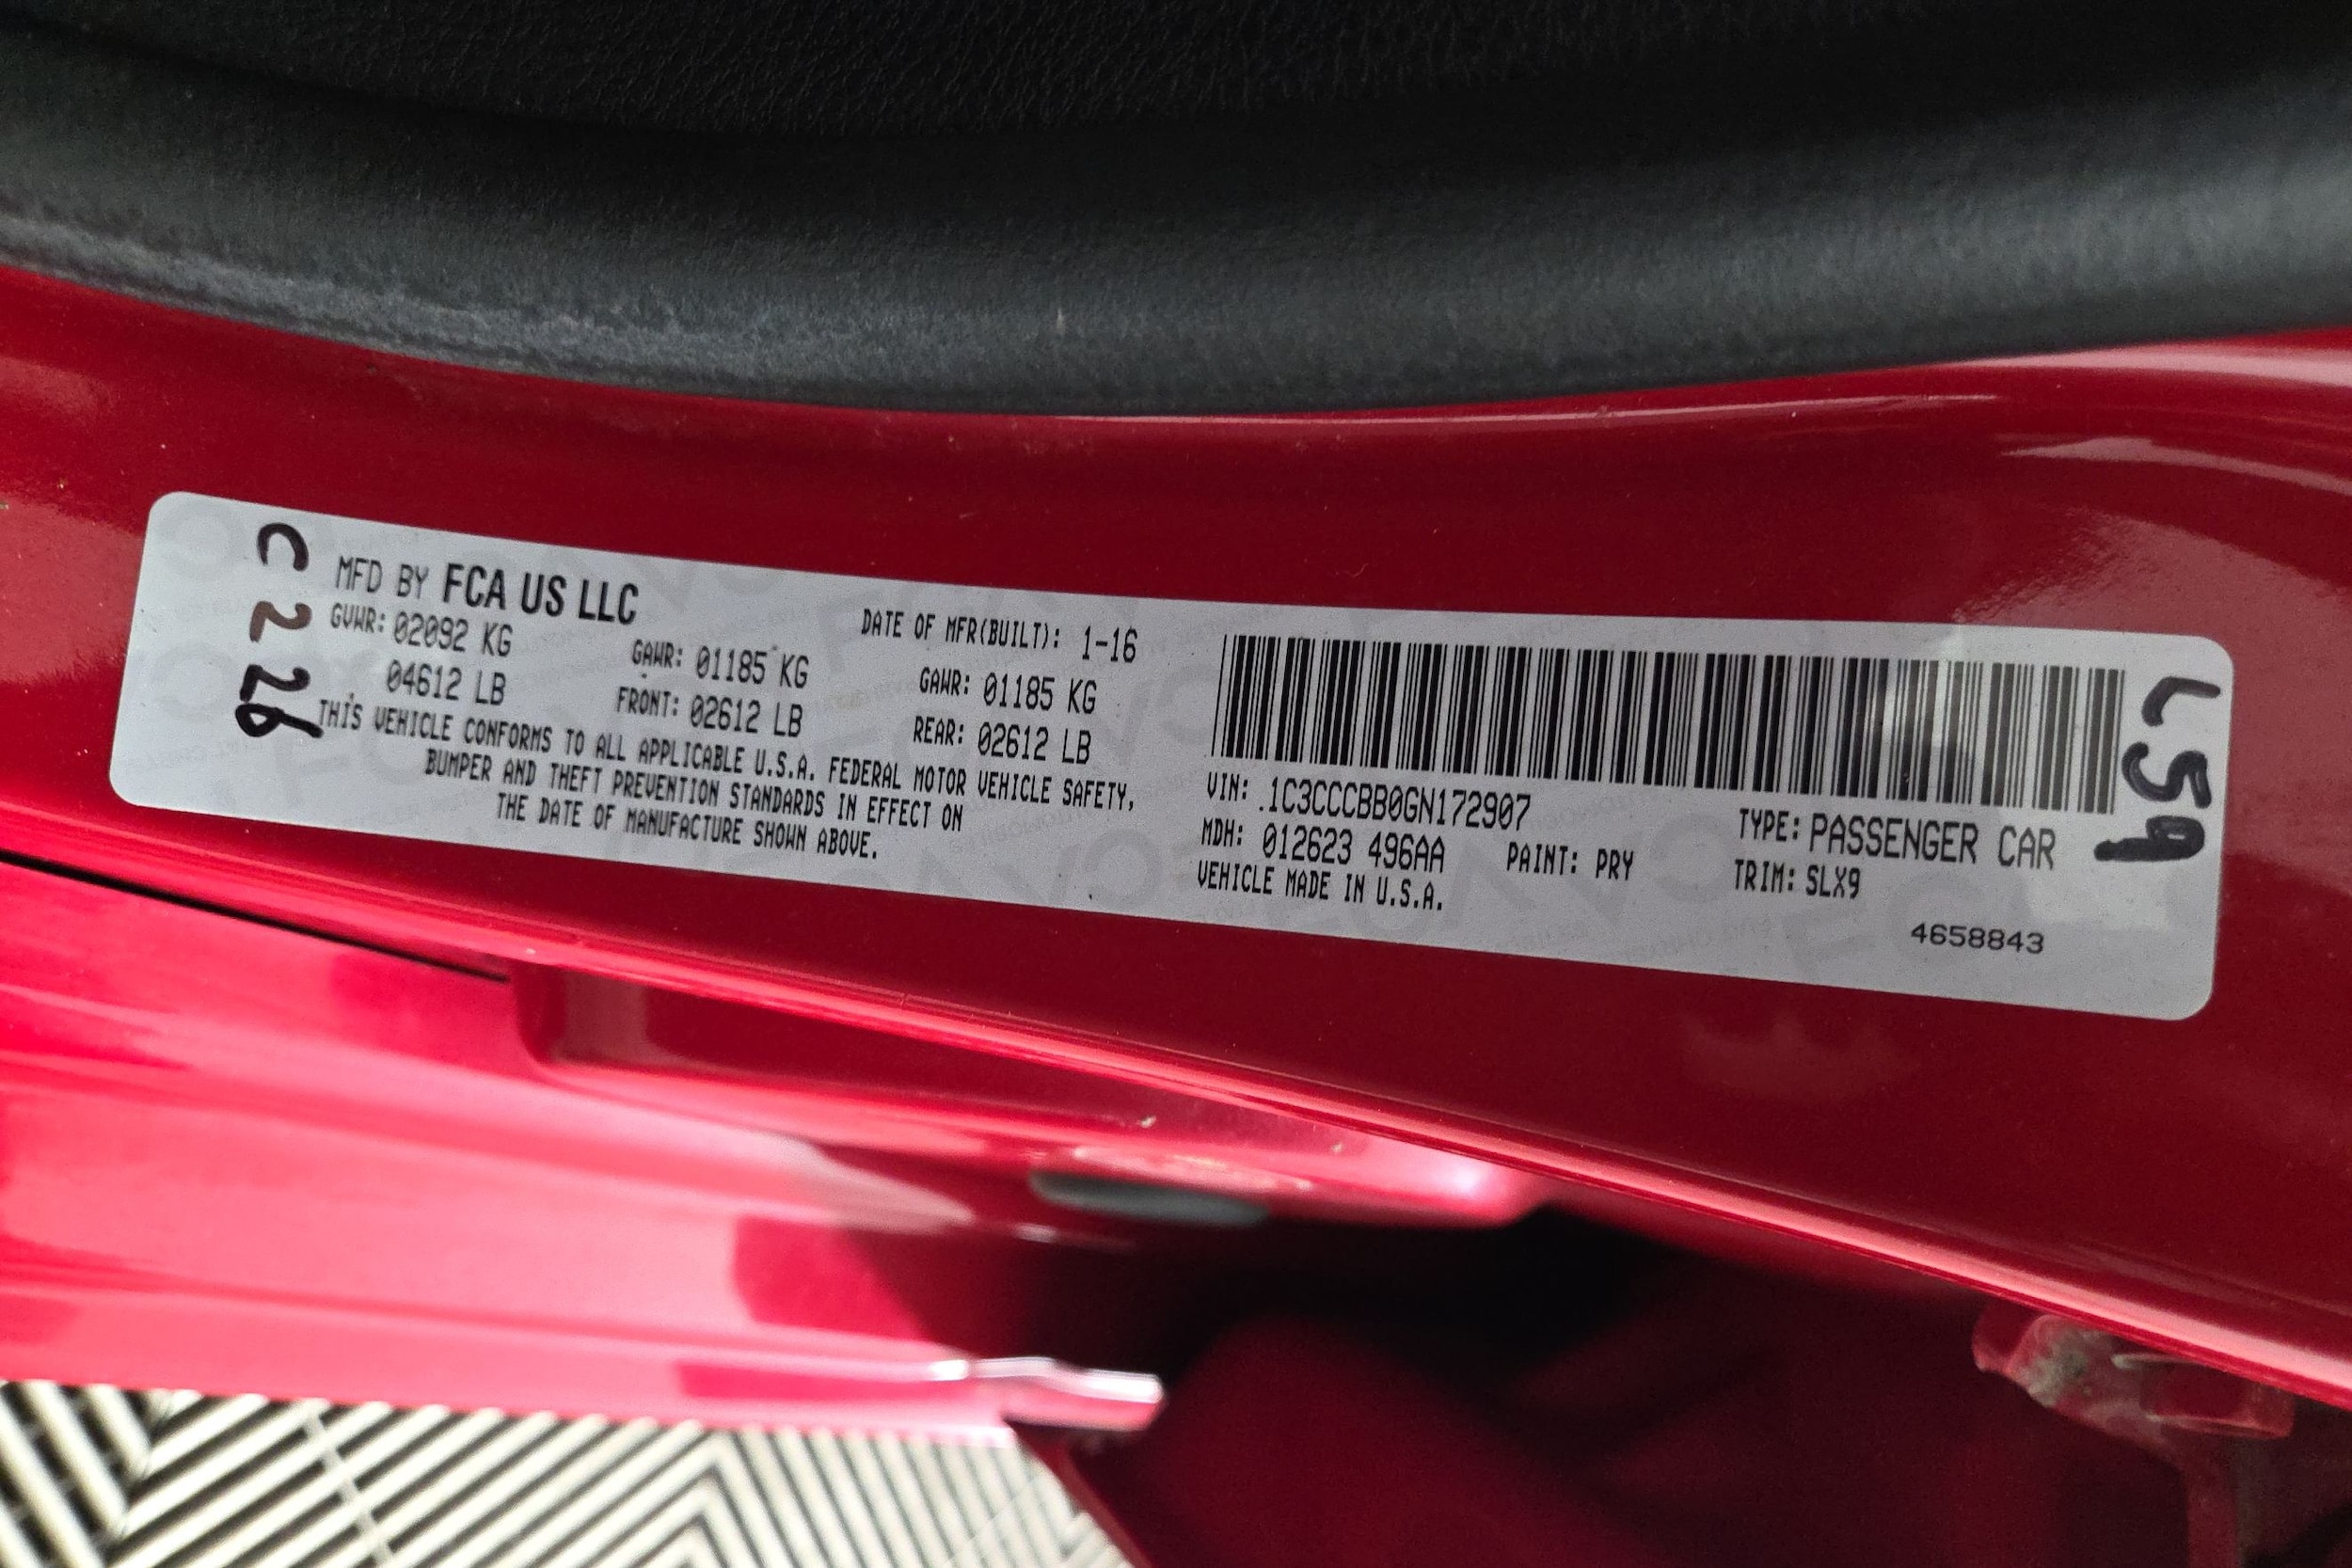 C 2 2 26
MFD BY FCA US LLC
DATE OF MFR(BUILT): 1-16
GVWR: 02092 KG
04612 LB
GAWR: 01185 KG
FRONT: 02612 LB
GAWR: 01185 KG
REAR: 02612 LB
THIS VEHICLE CONFORMS TO ALL APPLICABLE U.S.A. FEDERAL MOTOR VEHICLE SAFETY,
BUMPER AND THEFT PREVENTION STANDARDS IN EFFECT ON
THE DATE OF MANUFACTURE SHOWN ABOVE.
VIN: 1C3CCCBB0GN172907
MDH: 012623 496AA
PAINT: PRY
VEHICLE MADE IN U.S.A.
TYPE: PASSENGER CAR
TRIM: SLX9
4658843
L59